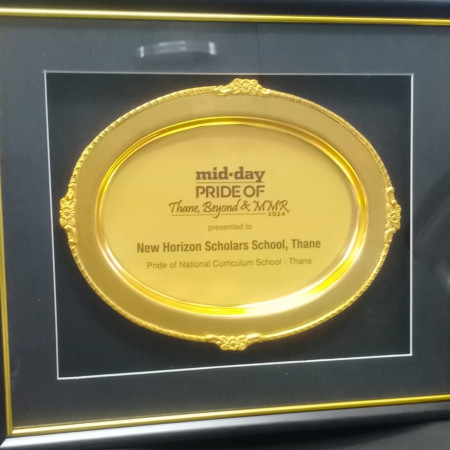 mid-day
PRIDE OF
Thane, Beyond & MMR
2024
presented to
New Horizon Scholars School, Thane
Pride of National Curriculum School - Thane